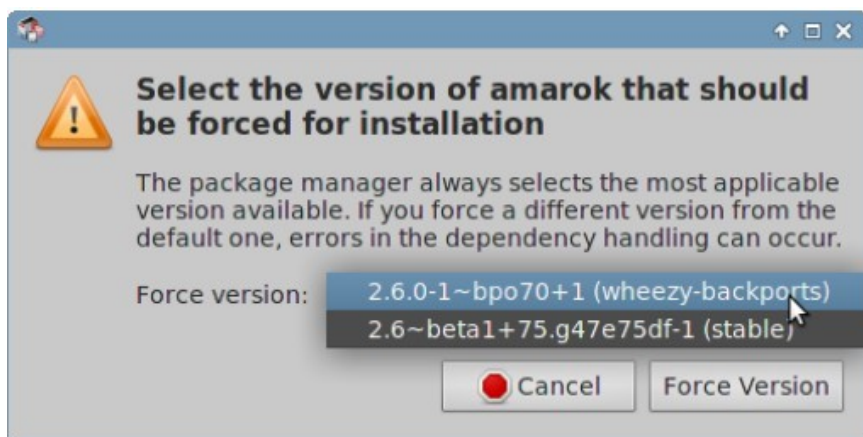 Select the version of amarok that should
be forced for installation
The package manager always selects the most applicable
version available. If you force a different version from the
default one, errors in the dependency handling can occur.
Force version:
2.6.0-1~bpo70+1 (wheezy-backports)
2.6~beta1+75.g47e75df-1 (stable)
Cancel
Force Version